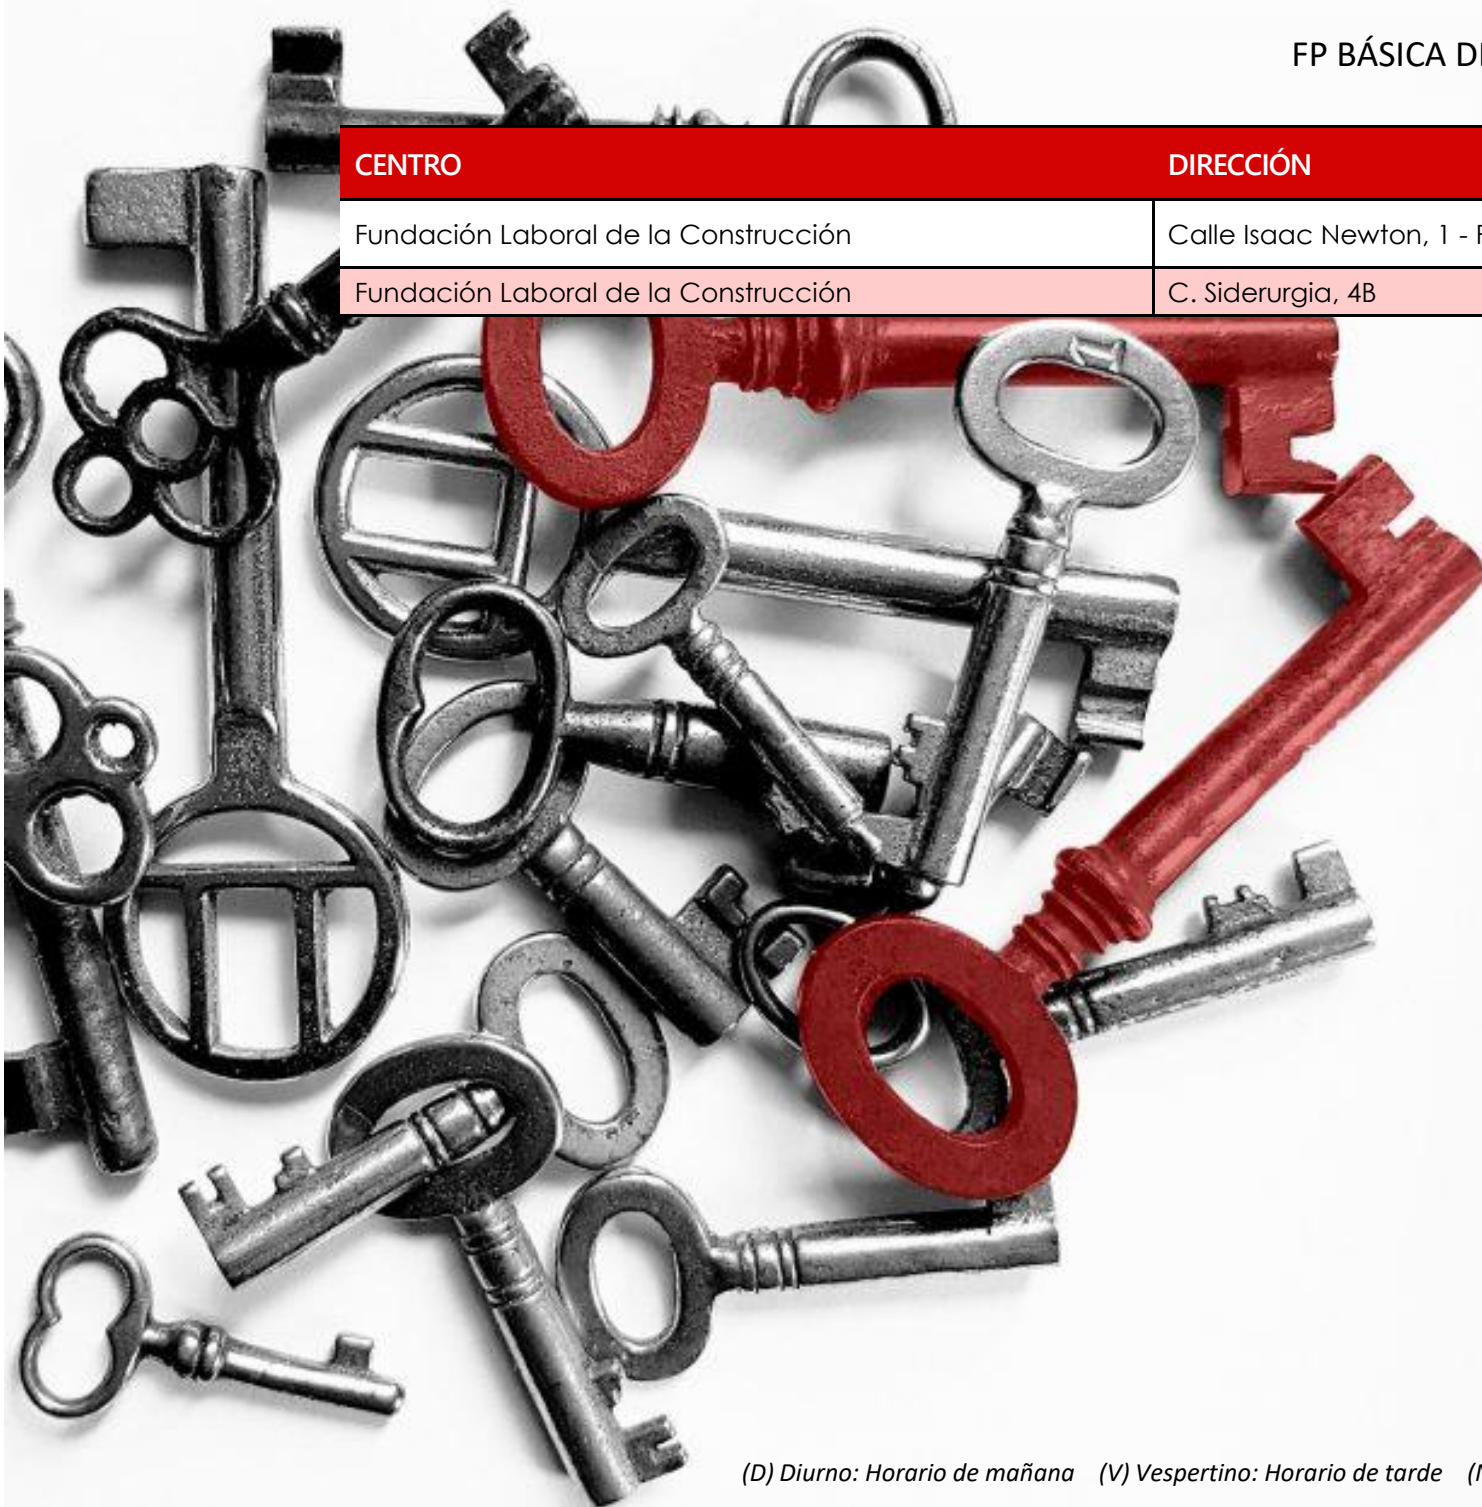 FP BÁSICA
CENTRO DIRECCIÓN
Fundación Laboral de la Construcción Calle Isaac Newton, 1 -
Fundación Laboral de la Construcción C. Siderurgia, 4B
(D) Diurno: Horario de mañana (V) Vespertino: Horario de tarde